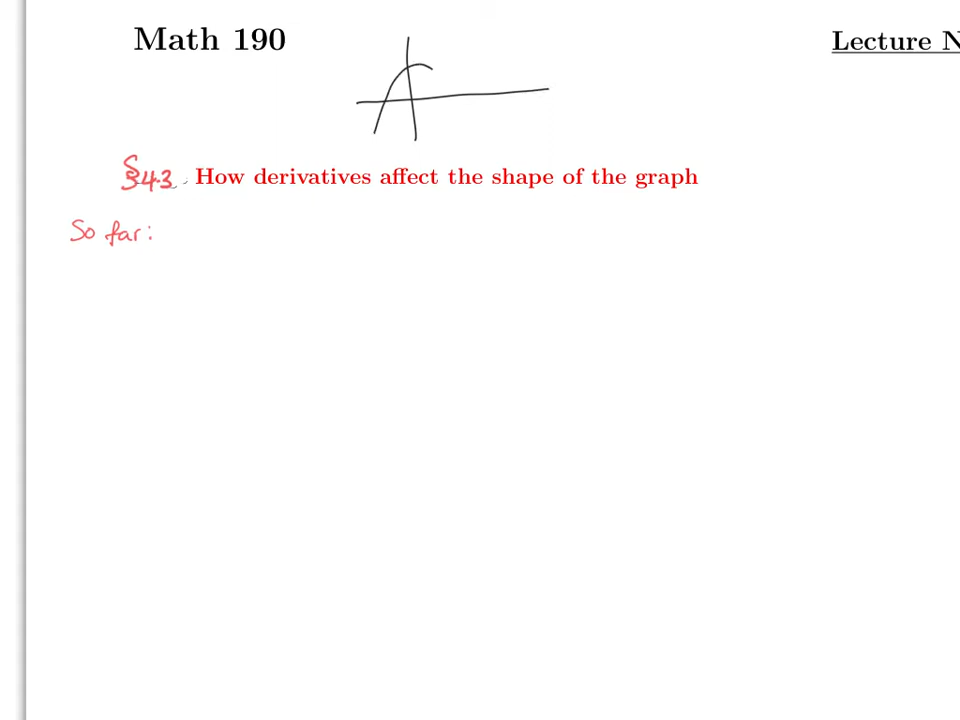 Math 190
Lecture N
§4.3. How derivatives affect the shape of the graph
So far: